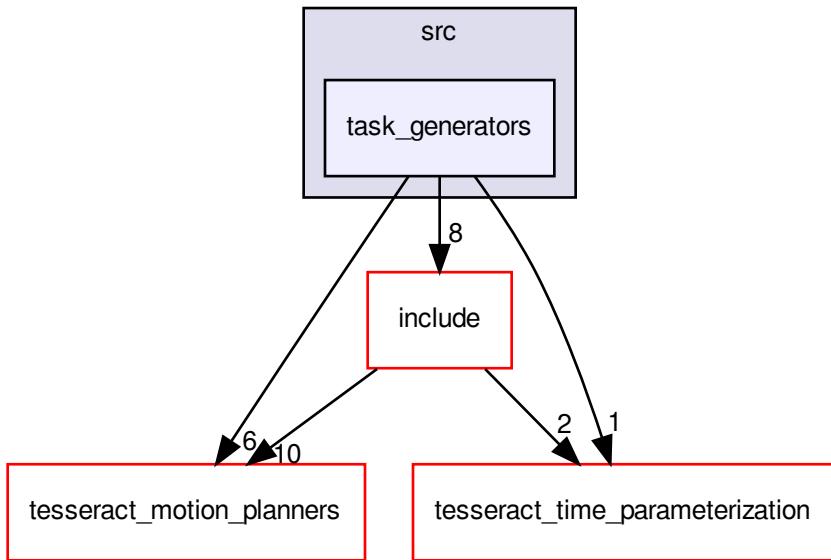 src
task_generators
8
include
6
10
2
1
tesseract_motion_planners
tesseract_time_parameterization